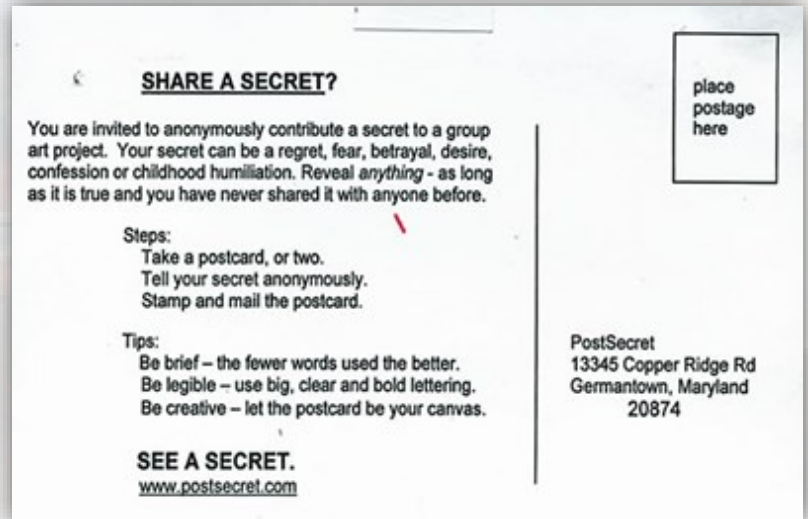 SHARE A SECRET?
You are invited to anonymously contribute a secret to a group
art project. Your secret can be a regret, fear, betrayal, desire,
confession or childhood humiliation. Reveal anything - as long
as it is true and you have never shared it with anyone before.
Steps:
Take a postcard, or two.
Tell your secret anonymously.
Stamp and mail the postcard.
Tips:
Be brief – the fewer words used the better.
Be legible – use big, clear and bold lettering.
Be creative – let the postcard be your canvas.
SEE A SECRET.
www.postsecret.com
place
postage
here
PostSecret
13345 Copper Ridge Rd
Germantown, Maryland
20874